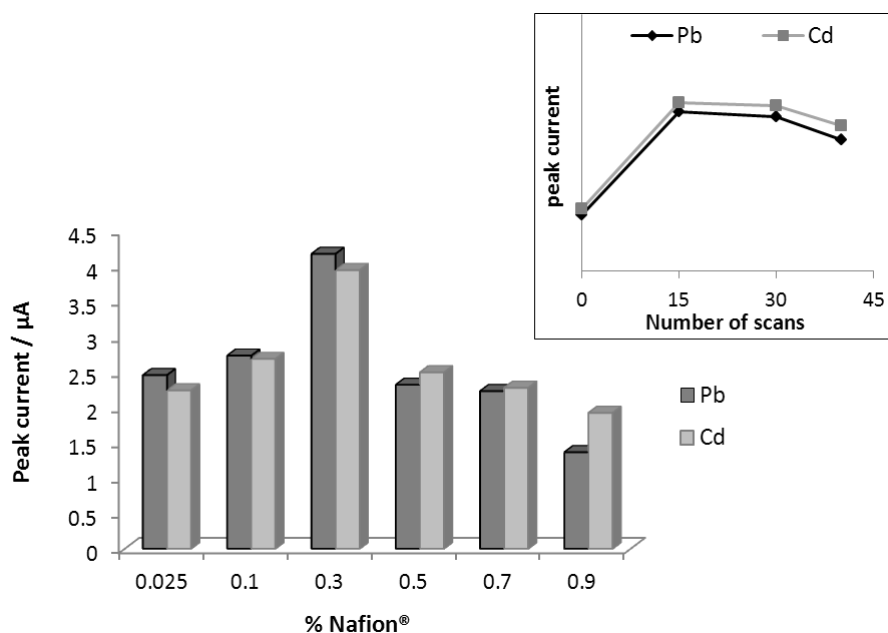 Pb Cd
peak current
0 15 30 45
Number of scans
4.5
4
3.5
3
2.5
2
1.5
1
0.5
0
Peak current / µA
Pb
Cd
0.025 0.1 0.3 0.5 0.7 0.9
% Nafion®